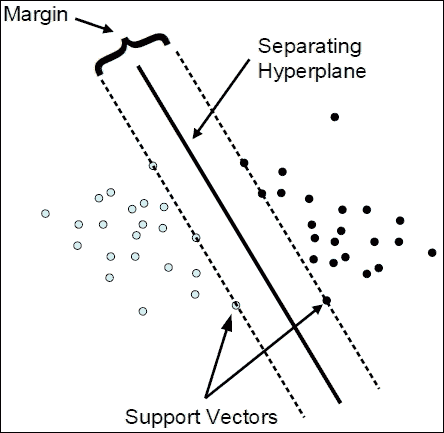 Margin
Separating
Hyperplane
Support Vectors